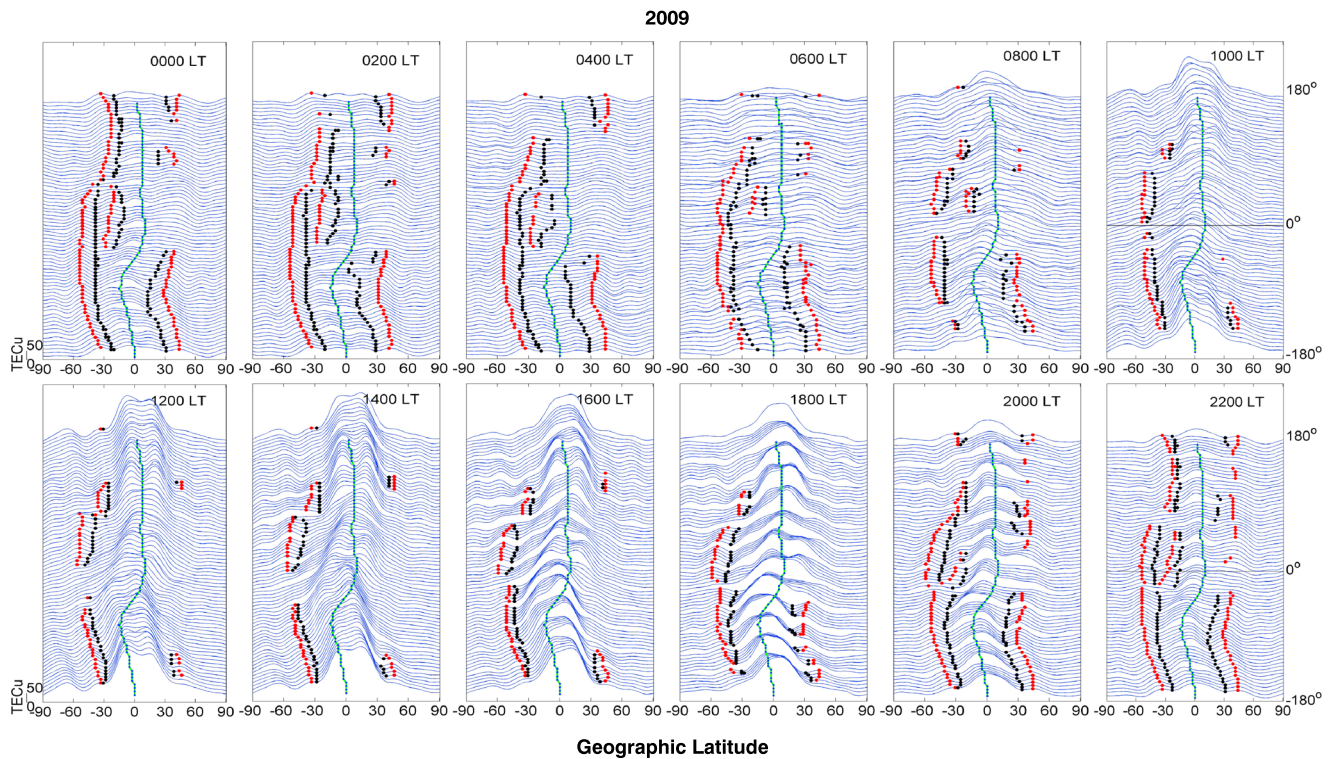 2009
0000 LT
0200 LT
0400 LT
0600 LT
0800 LT
1000 LT
180°
0°
-180°
TECu
50
0
-90 -60 -30 0 30 60 90
-90 -60 -30 0 30 60 90
-90 -60 -30 0 30 60 90
-90 -60 -30 0 30 60 90
-90 -60 -30 0 30 60 90
-90 -60 -30 0 30 60 90
1200 LT
1400 LT
1600 LT
1800 LT
2000 LT
2200 LT
180°
0°
-180°
TECu
50
0
-90 -60 -30 0 30 60 90
-90 -60 -30 0 30 60 90
-90 -60 -30 0 30 60 90
-90 -60 -30 0 30 60 90
-90 -60 -30 0 30 60 90
-90 -60 -30 0 30 60 90
Geographic Latitude